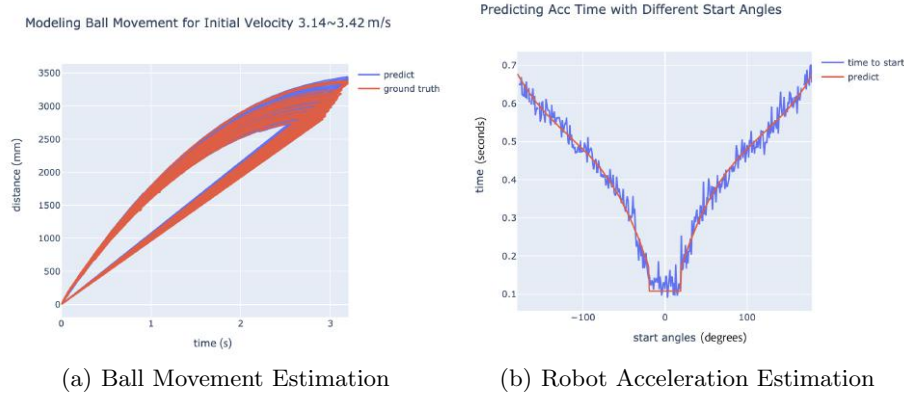 Modeling Ball Movement for Initial Velocity 3.14~3.42 m/s
predict
ground truth
3500
3000
2500
2000
1500
1000
500
0
distance (mm)
0 1 2 3
time (s)
(a) Ball Movement Estimation
Predicting Acc Time with Different Start Angles
time to start
predict
0.7
0.6
0.5
0.4
0.3
0.2
0.1
time (seconds)
−100 0 100
start angles (degrees)
(b) Robot Acceleration Estimation